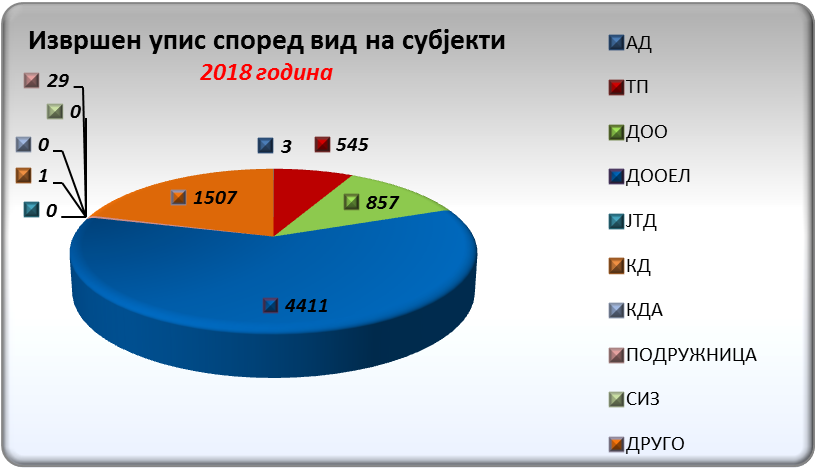 Извршен упис според вид на субјекти
2018 година
29
0
0
1
0
3
545
1507
857
4411
АД
ТП
ДОО
ДООЕЛ
ЈТД
КД
КДА
ПОДРУЖНИЦА
СИЗ
ДРУГО